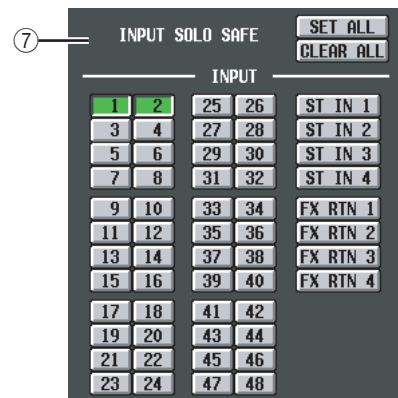 ⑦
INPUT SOLO SAFE
SET ALL
CLEAR ALL
INPUT
1 2 25 26 ST IN 1
3 4 27 28 ST IN 2
5 6 29 30 ST IN 3
7 8 31 32 ST IN 4
9 10 33 34 FX RTN 1
11 12 35 36 FX RTN 2
13 14 37 38 FX RTN 3
15 16 39 40 FX RTN 4
17 18 41 42
19 20 43 44
21 22 45 46
23 24 47 48